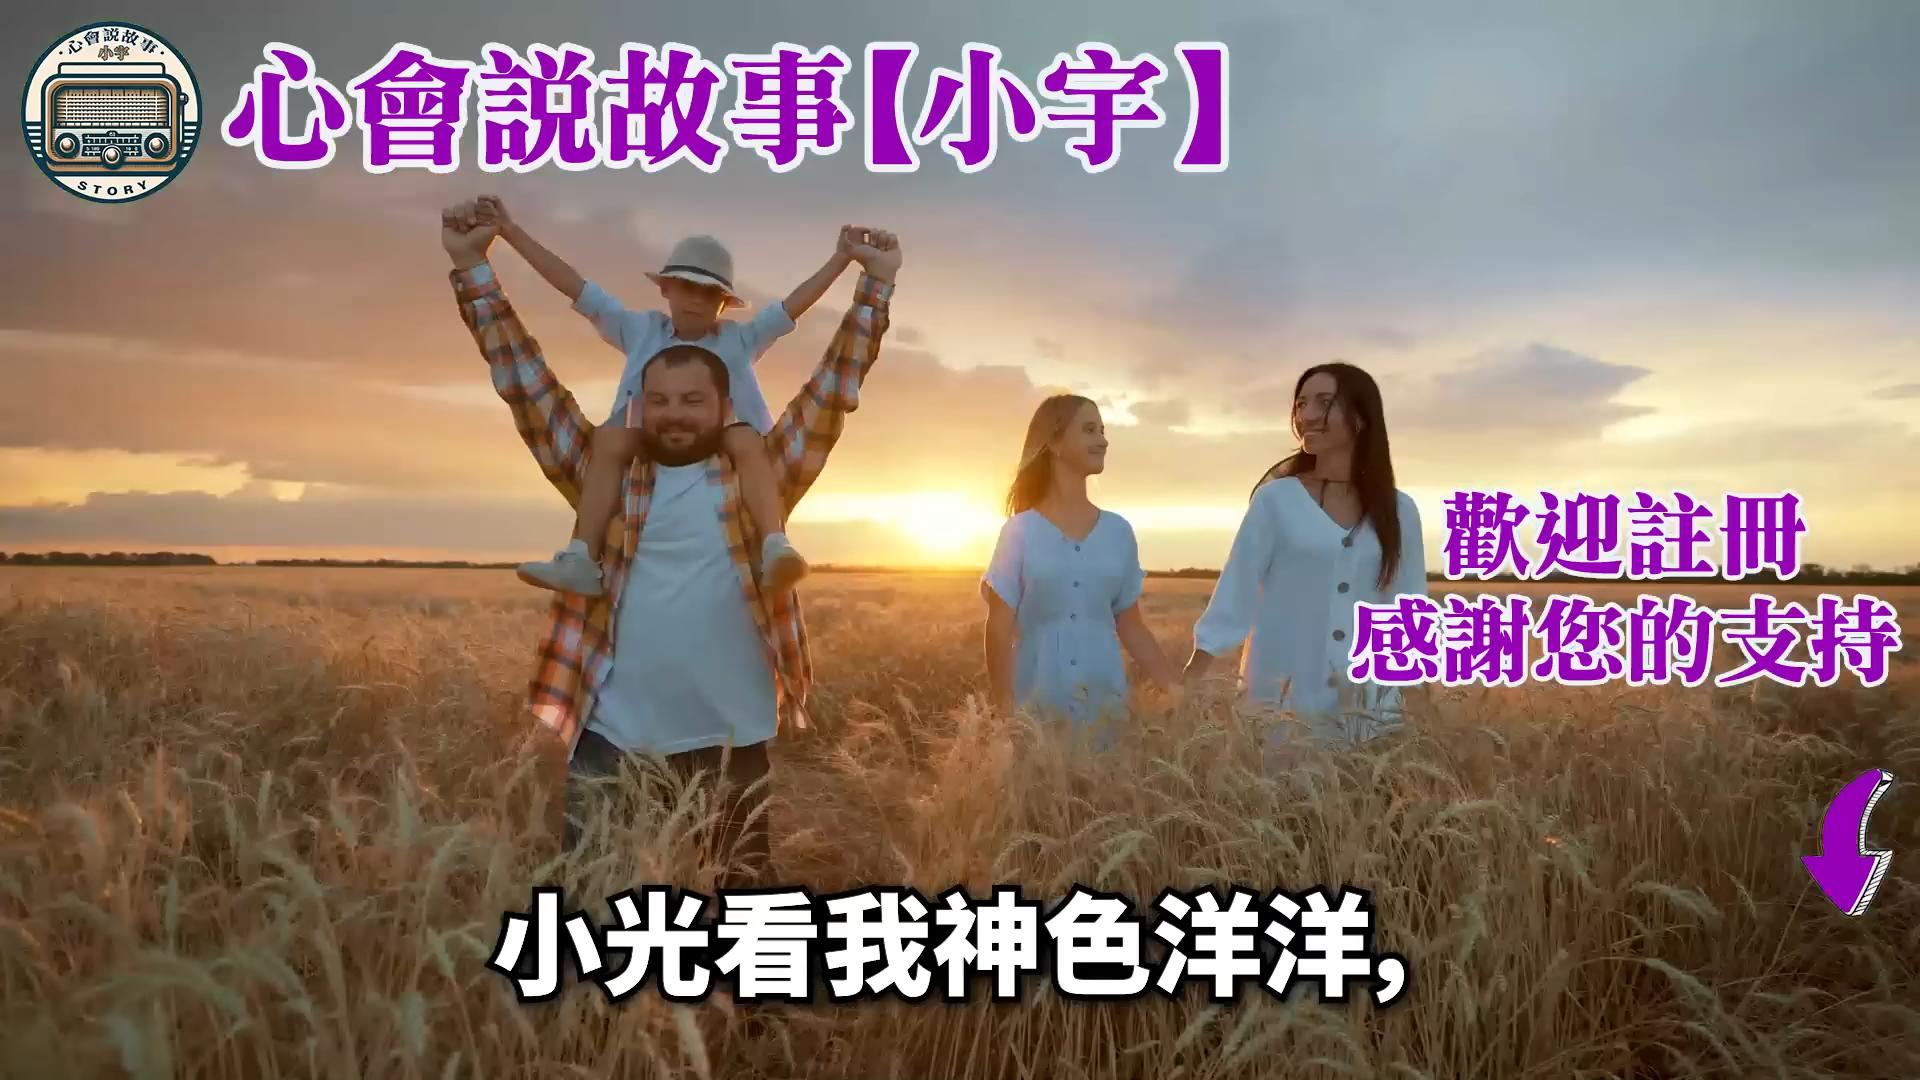 心會説故事
小宇
STORY
心會説故事【小宇】
歡迎註冊
感謝您的支持
小光看我神色洋洋,